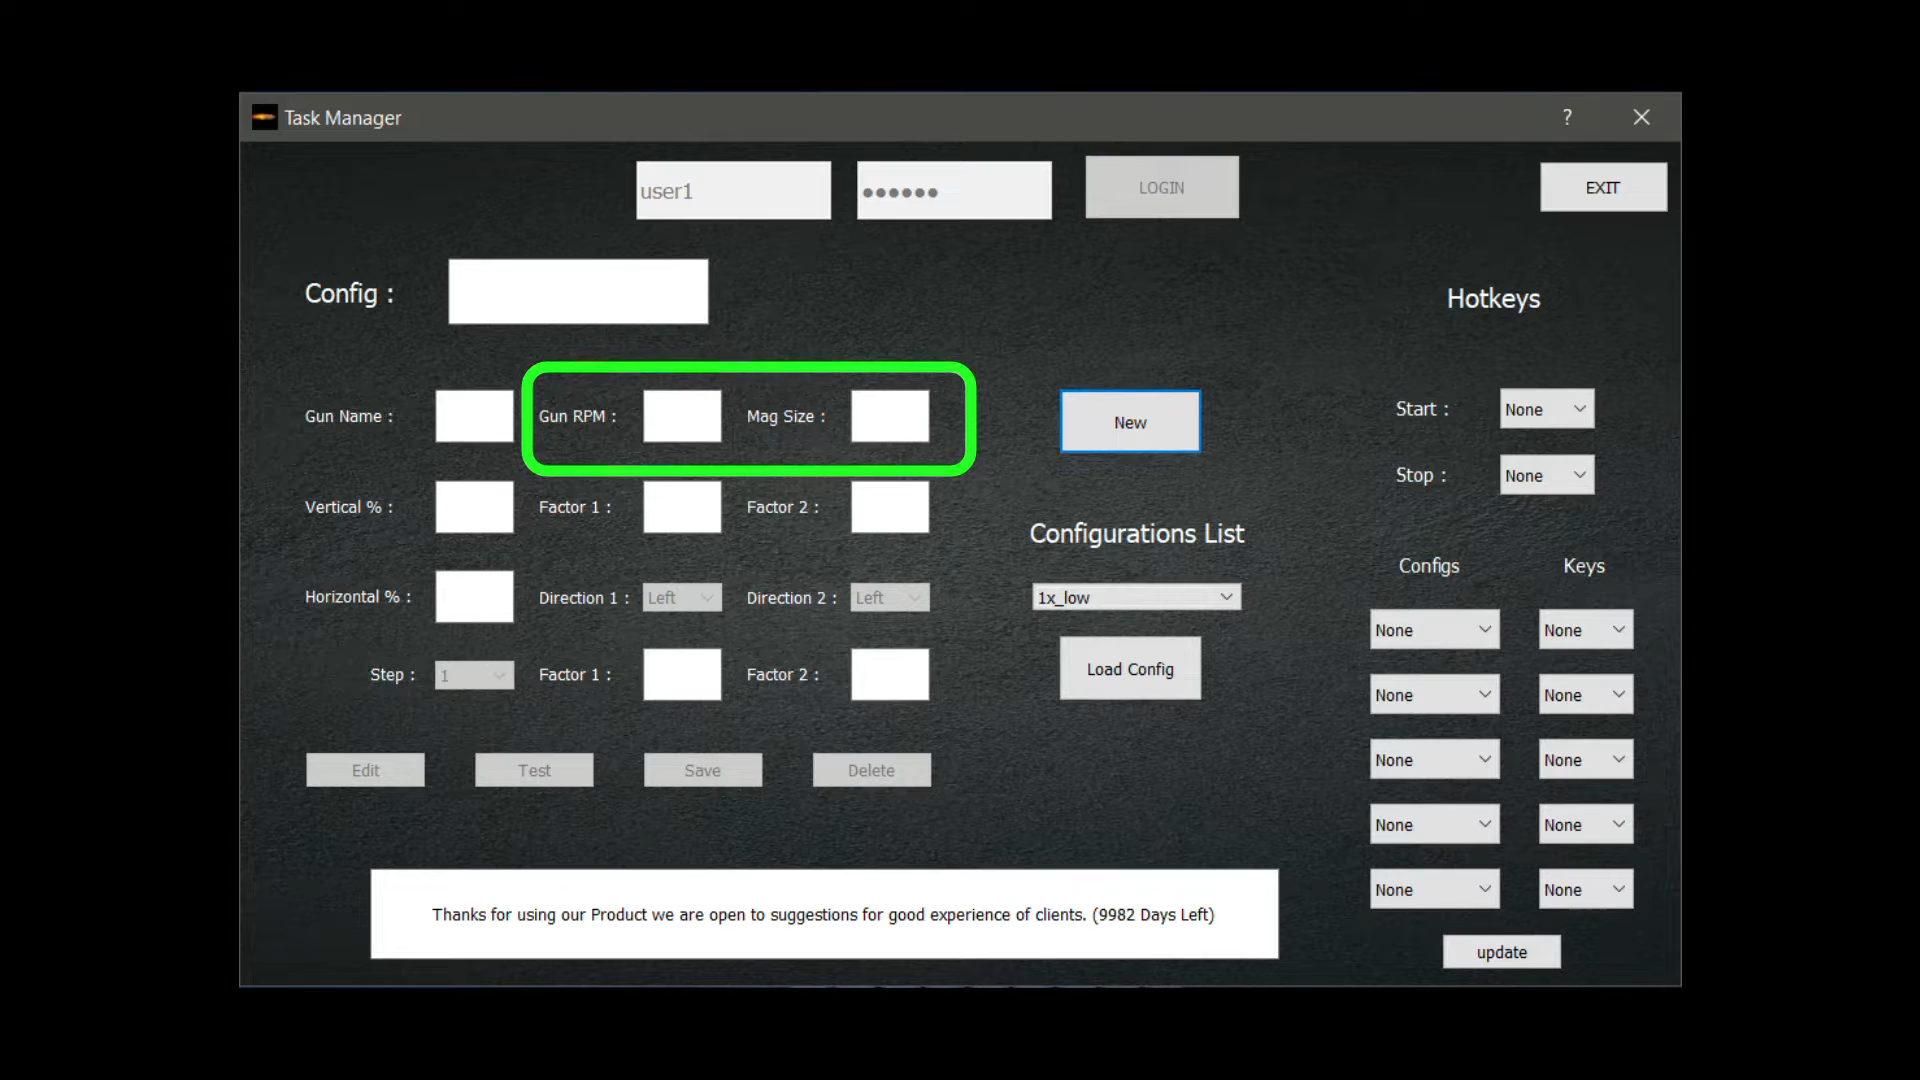 Task Manager
?
user1
●●●●●●
LOGIN
EXIT
Config :
Hotkeys
Gun Name :
Gun RPM :
Mag Size :
New
Start :
None
Stop :
None
Vertical % :
Factor 1 :
Factor 2 :
Configurations List
Configs
Keys
Horizontal % :
Direction 1 :
Left
Direction 2 :
Left
1x_low
None
None
Step :
1
Factor 1 :
Factor 2 :
Load Config
None
None
Edit
Test
Save
Delete
None
None
None
None
None
None
Thanks for using our Product we are open to suggestions for good experience of clients. (9982 Days Left)
update